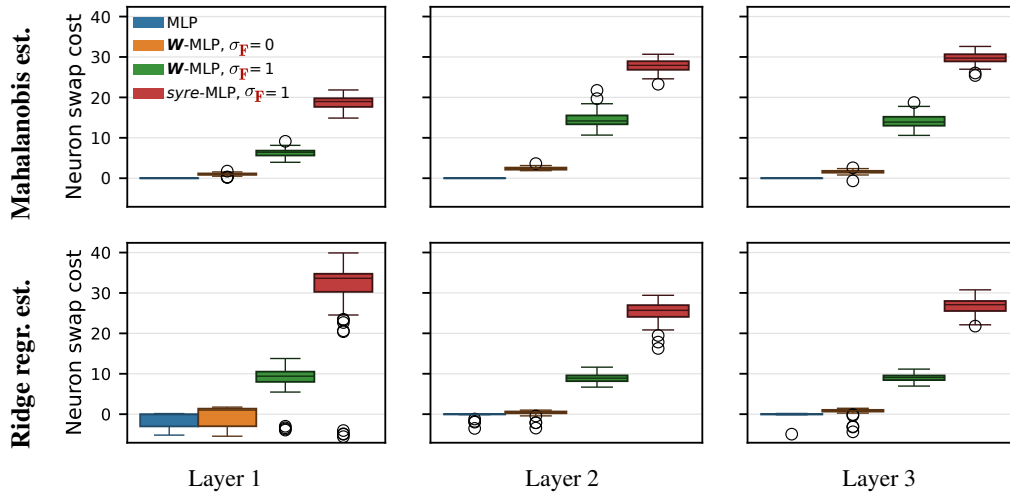 Mahalanobis est.
Neuron swap cost
40
30
20
10
0
MLP
W-MLP, σF = 0
W-MLP, σF = 1
syre-MLP, σF = 1
Ridge regr. est.
Neuron swap cost
40
30
20
10
0
Layer 1
Layer 2
Layer 3